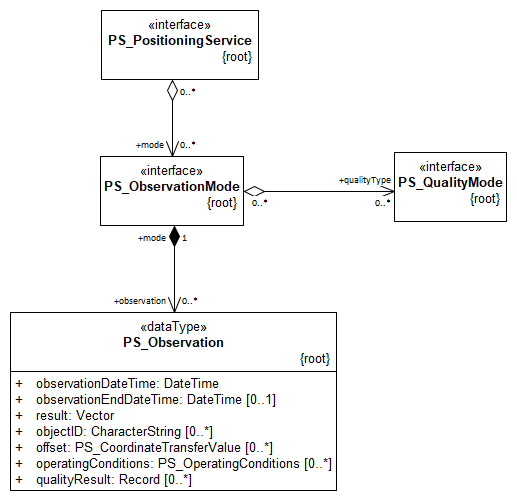 «interface»
PS_PositioningService
{root}
0..*
+mode 0..*
«interface»
PS_ObservationMode
{root}
0..*
+qualityType
0..*
«interface»
PS_QualityMode
{root}
+mode 1
+observation 0..*
«dataType»
PS_Observation
{root}
+ observationDateTime: DateTime
+ observationEndDateTime: DateTime [0..1]
+ result: Vector
+ objectID: CharacterString [0..*]
+ offset: PS_CoordinateTransferValue [0..*]
+ operatingConditions: PS_OperatingConditions [0..*]
+ qualityResult: Record [0..*]